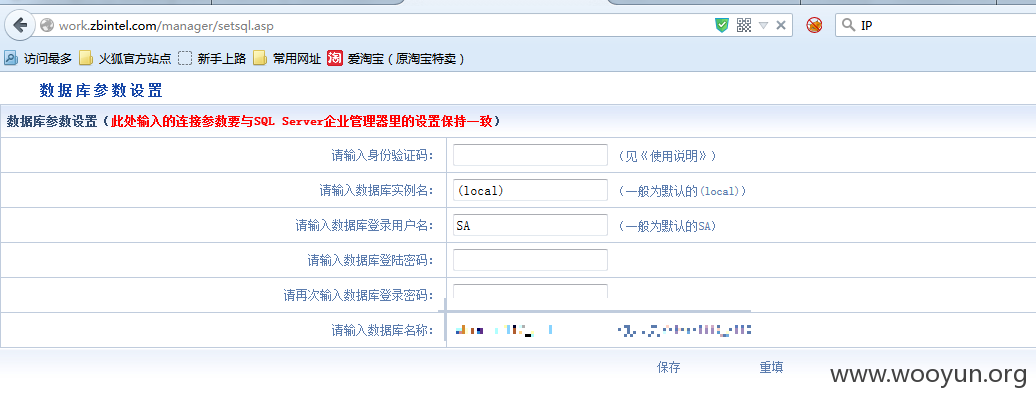 work.zbintel.com/manager/setsql.asp
IP
访问最多 火狐官方站点 新手上路 常用网址 爱淘宝（原淘宝特卖）
数据库参数设置
数据库参数设置（此处输入的连接参数要与SQL Server企业管理器里的设置保持一致）
请输入身份验证码： （见《使用说明》）
请输入数据库实例名： (local) （一般为默认的(local)）
请输入数据库登录用户名： SA （一般为默认的SA）
请输入数据库登陆密码：
请再次输入数据库登录密码：
请输入数据库名称：
保存 重填
www.wooyun.org